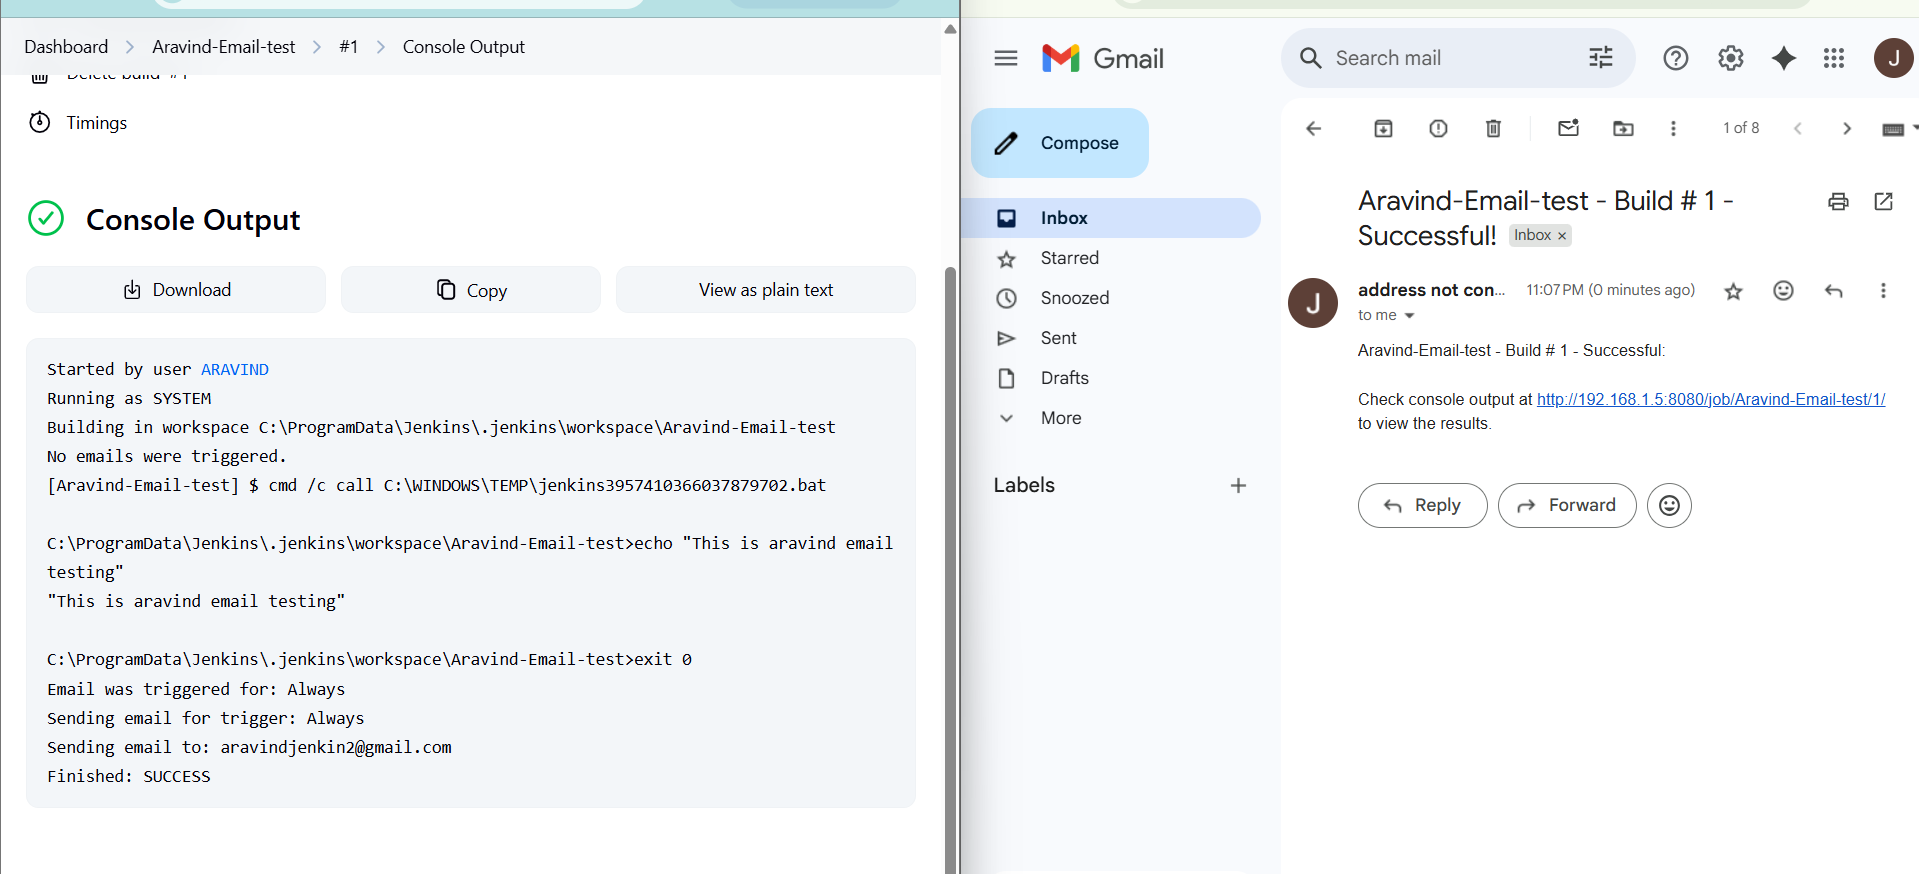 Dashboard > Aravind-Email-test > #1 > Console Output
Delete build '#1'
Timings
Console Output
Download
Copy
View as plain text
Started by user ARAVIND
Running as SYSTEM
Building in workspace C:\ProgramData\Jenkins\.jenkins\workspace\Aravind-Email-test
No emails were triggered.
[Aravind-Email-test] $ cmd /c call C:\WINDOWS\TEMP\jenkins3957410366037879702.bat
C:\ProgramData\Jenkins\.jenkins\workspace\Aravind-Email-test>echo "This is aravind email
testing"
"This is aravind email testing"
C:\ProgramData\Jenkins\.jenkins\workspace\Aravind-Email-test>exit 0
Email was triggered for: Always
Sending email for trigger: Always
Sending email to: aravindjenkin2@gmail.com
Finished: SUCCESS
Gmail
Search mail
J
Compose
Inbox
Starred
Snoozed
Sent
Drafts
More
Labels
1 of 8
Aravind-Email-test - Build # 1 -
Successful! Inbox ×
J
address not con... 11:07 PM (0 minutes ago)
to me
Aravind-Email-test - Build # 1 - Successful:
Check console output at http://192.168.1.5:8080/job/Aravind-Email-test/1/
to view the results.
Reply
Forward